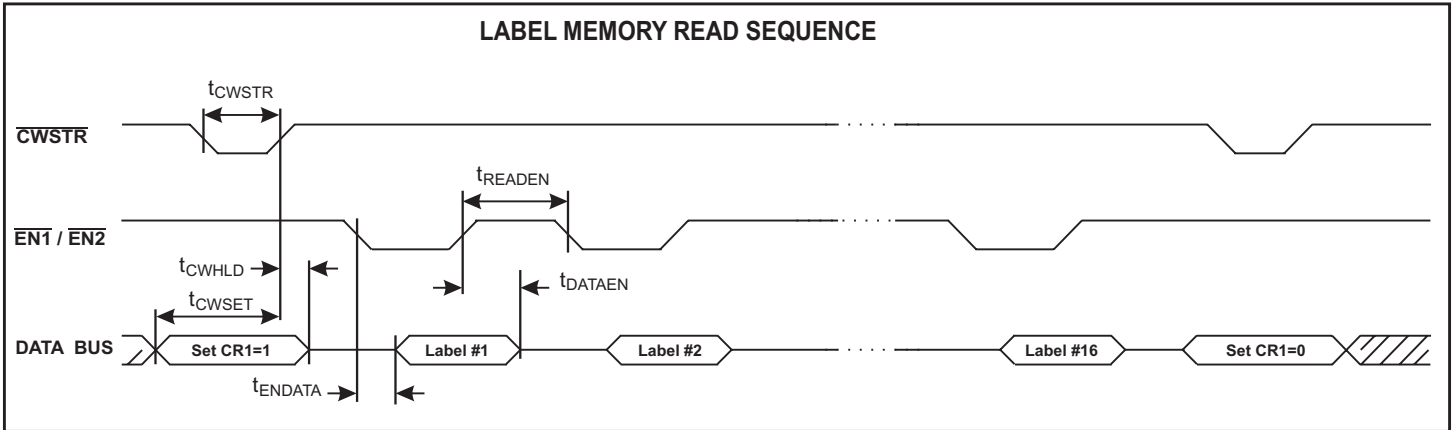 LABEL MEMORY READ SEQUENCE
tCWSTR
CWSTR
tREADEN
EN1 / EN2
tCWHLD
tDATAEN
tCWSET
DATA BUS
Set CR1=1
Label #1
Label #2
Label #16
Set CR1=0
tENDATA